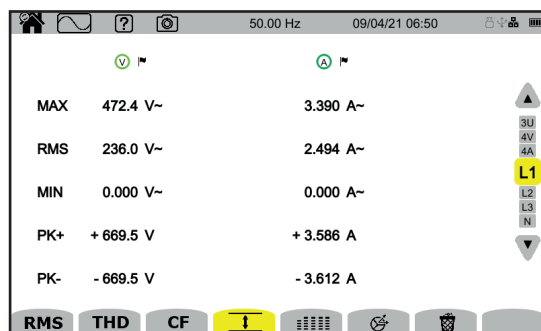 ? 50.00 Hz 09/04/21 06:50
V A
MAX 472.4 V~ 3.390 A~
RMS 236.0 V~ 2.494 A~
MIN 0.000 V~ 0.000 A~
PK+ + 669.5 V + 3.586 A
PK- - 669.5 V - 3.612 A
3U
4V
4A
L1
L2
L3
N
RMS THD CF